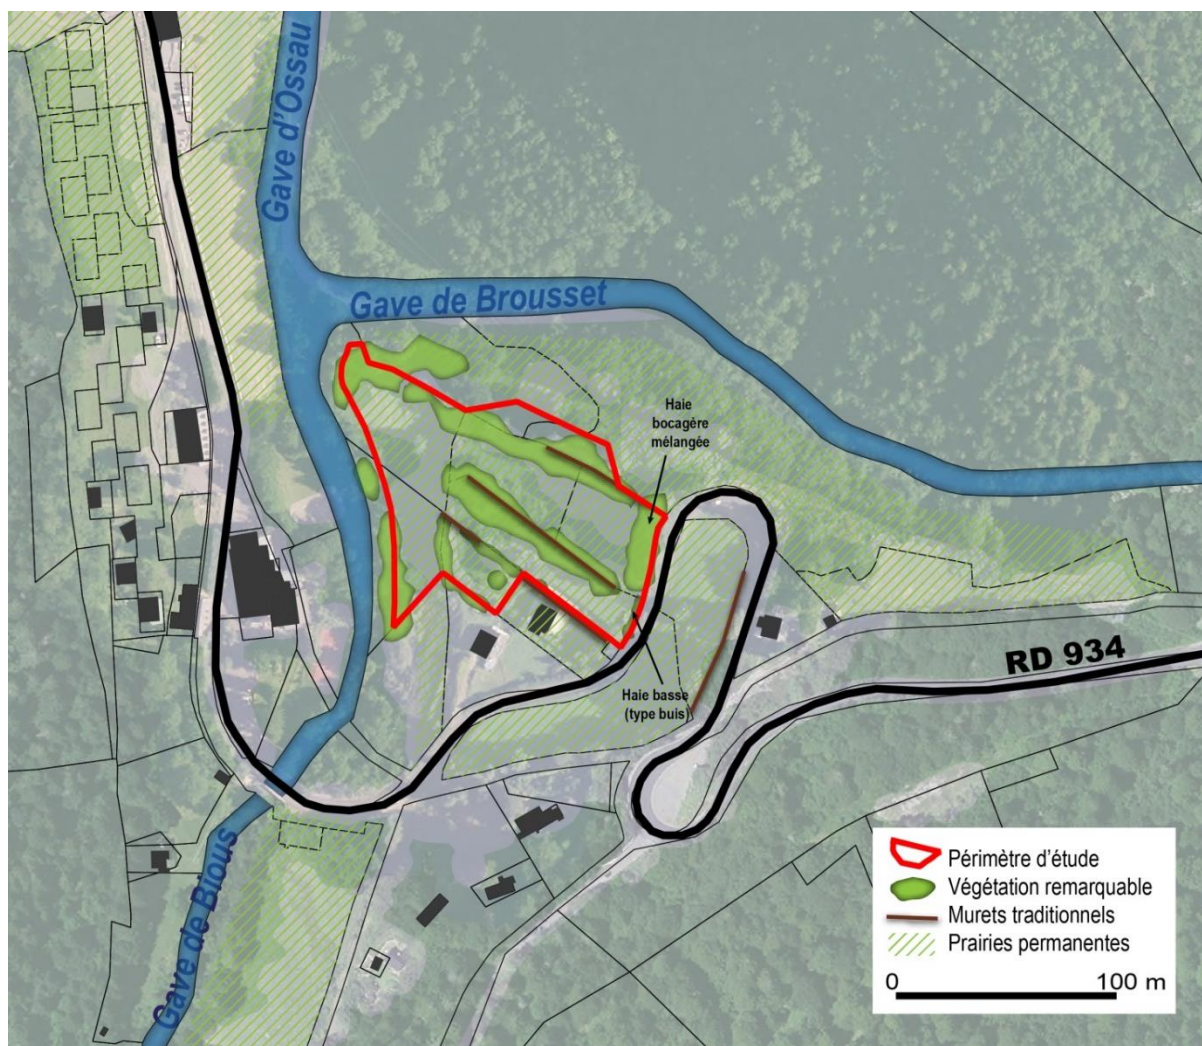 Gave d'Ossau
Gave de Brousset
Haie
bocagère
mélangée
RD 934
Haie basse
(type buis)
Gave de Bious
Périmètre d'étude
Végétation remarquable
Murets traditionnels
Prairies permanentes
0 100 m